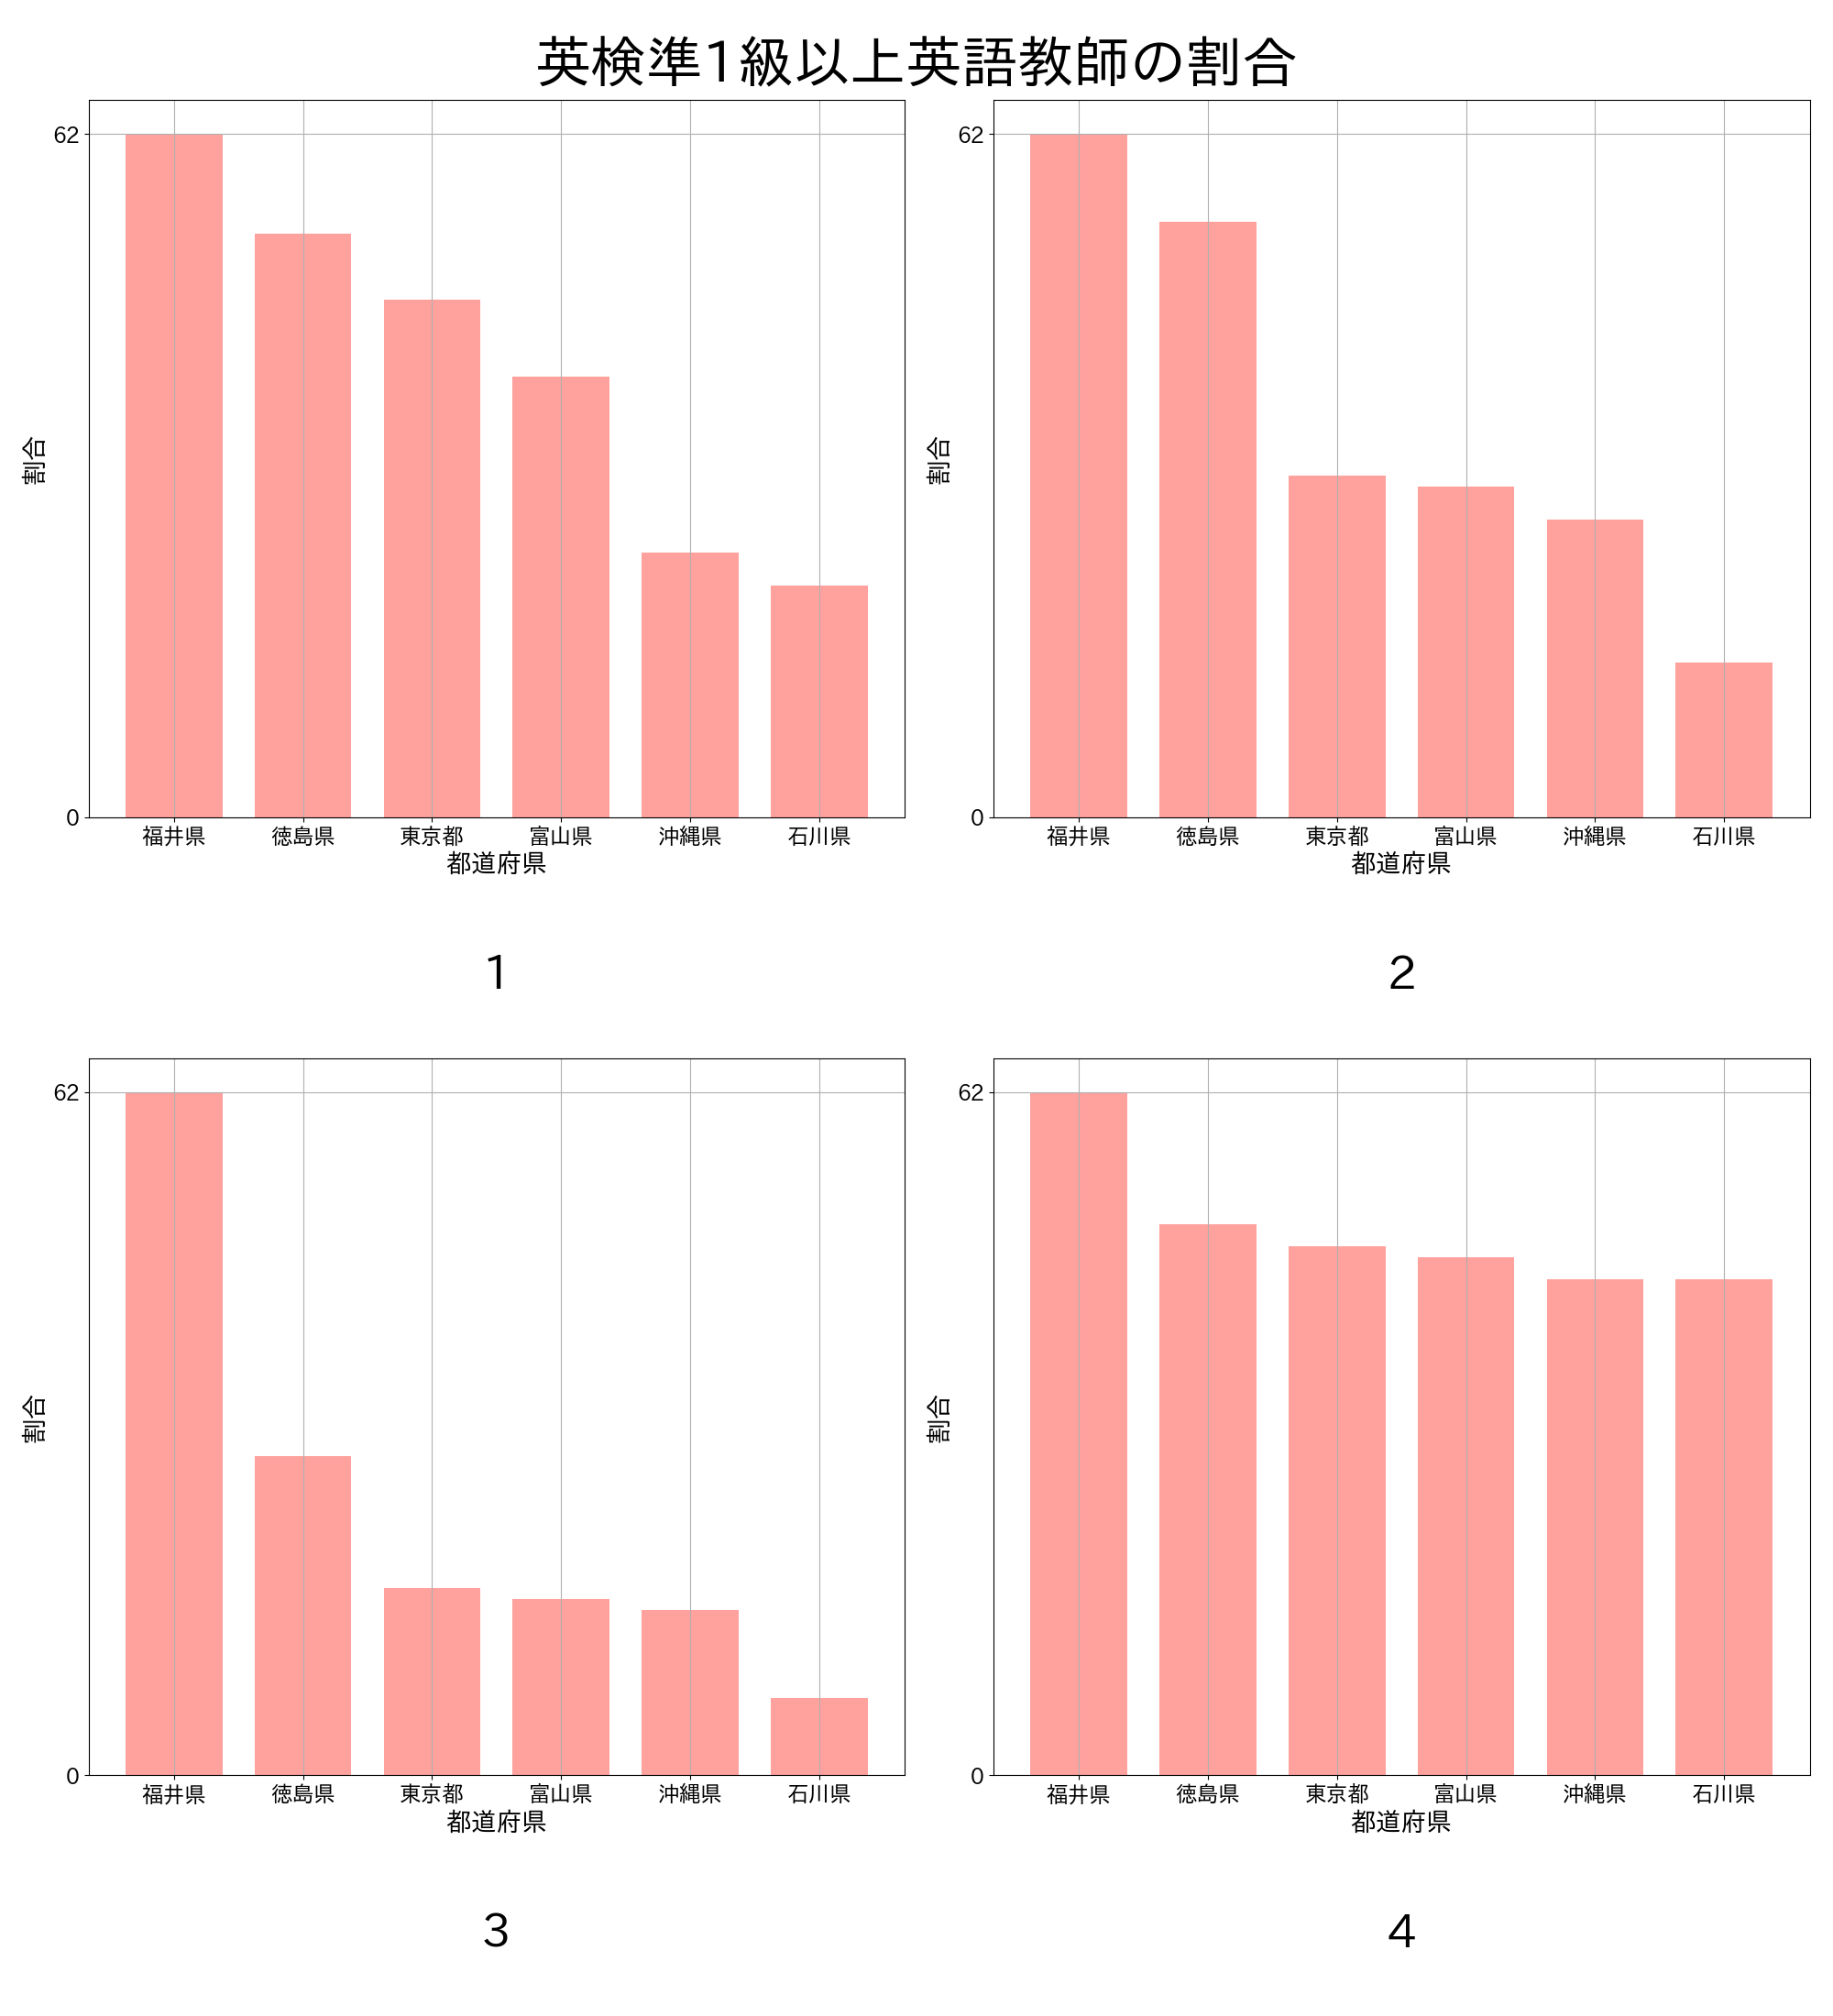 英検準1級以上英語教師の割合
62
0
割合
福井県 徳島県 東京都 富山県 沖縄県 石川県
都道府県
1
62
0
割合
福井県 徳島県 東京都 富山県 沖縄県 石川県
都道府県
2
62
0
割合
福井県 徳島県 東京都 富山県 沖縄県 石川県
都道府県
3
62
0
割合
福井県 徳島県 東京都 富山県 沖縄県 石川県
都道府県
4